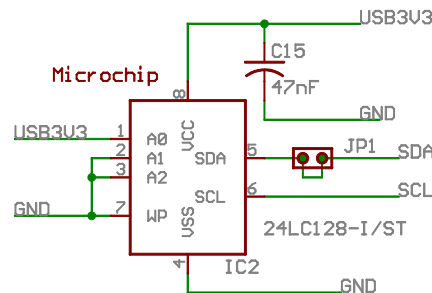 USB3V3
C15
Microchip
47nF
8
GND
USB3V3 1 A0 VCC
2 A1 SDA 5 JP1 SDA
3 A2
SCL 6 SCL
GND 7 WP VSS
24LC128-I/ST
4 IC2
GND